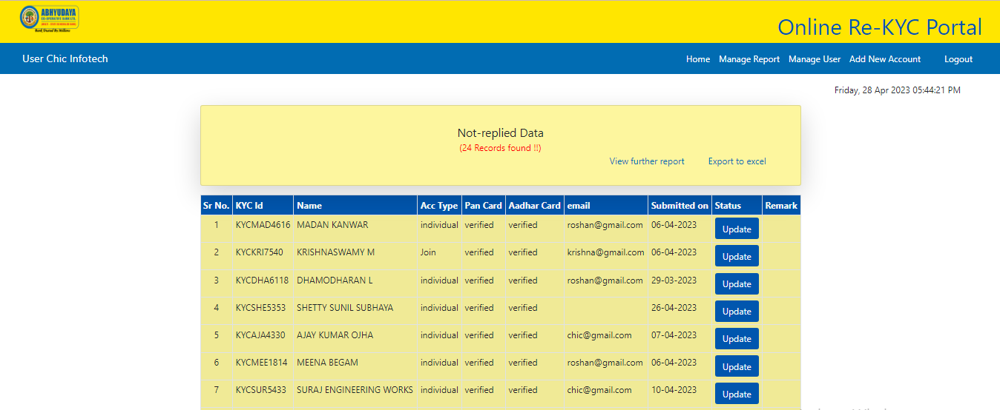 ABHYUDAYA
CO-OPERATIVE BANK LTD.
Bank Trusted By Millions
Online Re-KYC Portal
User Chic Infotech Home Manage Report Manage User Add New Account Logout
Friday, 28 Apr 2023 05:44:21 PM
Not-replied Data
(24 Records found !!)
View further report Export to excel
Sr No. KYC Id Name Acc Type Pan Card Aadhar Card email Submitted on Status Remark
1 KYCMAD4616 MADAN KANWAR individual verified verified roshan@gmail.com 06-04-2023 Update
2 KYCKRI7540 KRISHNASWAMY M Join verified verified krishna@gmail.com 06-04-2023 Update
3 KYCDHA6118 DHAMODHARAN L individual verified verified roshan@gmail.com 29-03-2023 Update
4 KYCSHE5353 SHETTY SUNIL SUBHAYA individual verified verified 26-04-2023 Update
5 KYCAJA4330 AJAY KUMAR OJHA individual verified verified chic@gmail.com 07-04-2023 Update
6 KYCMEE1814 MEENA BEGAM individual verified verified roshan@gmail.com 06-04-2023 Update
7 KYCSUR5433 SURAJ ENGINEERING WORKS individual verified verified chic@gmail.com 10-04-2023 Update